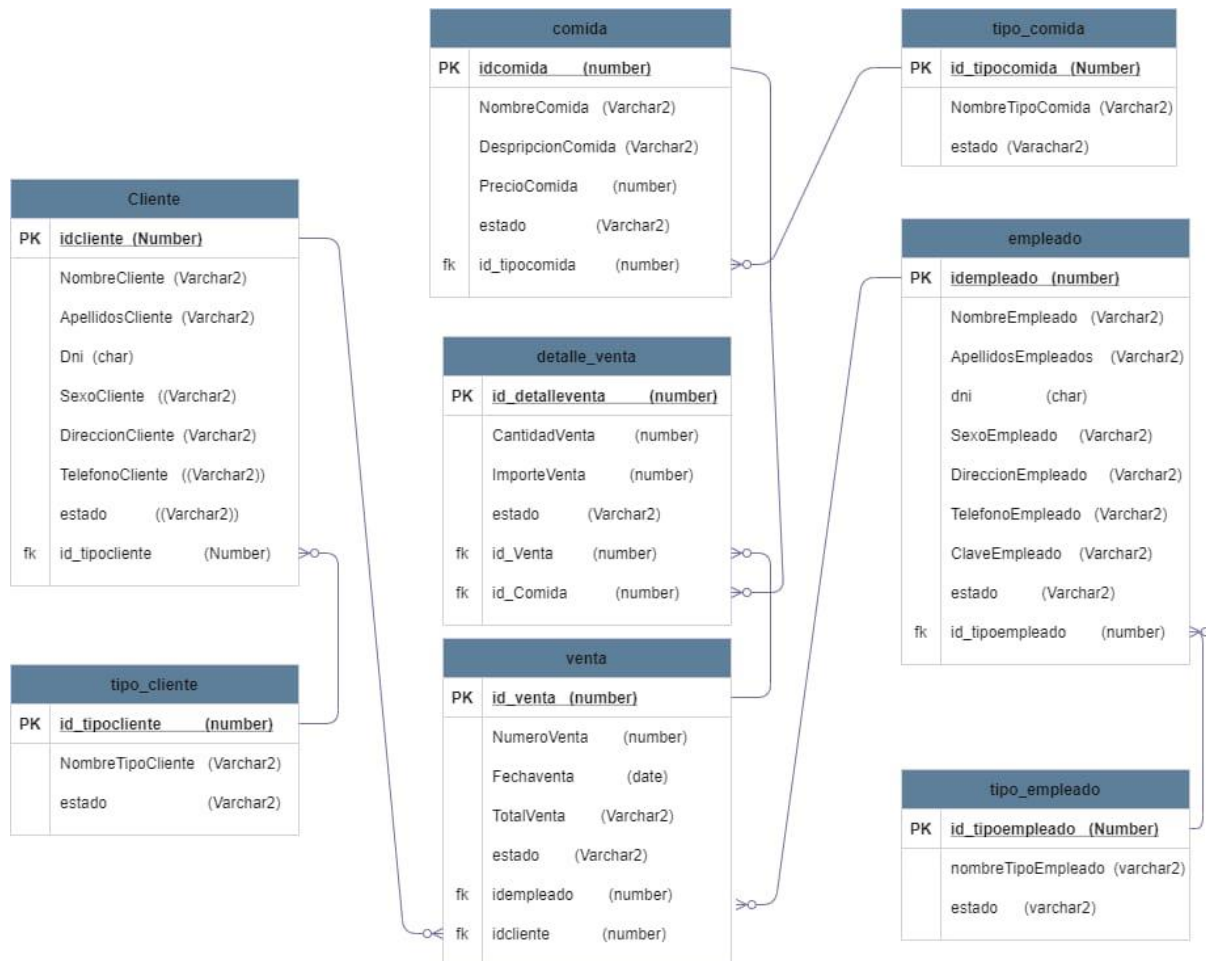 comida
PK idcomida (number)
NombreComida (Varchar2)
DespripcionComida (Varchar2)
PrecioComida (number)
estado (Varchar2)
fk id_tipocomida (number)
tipo_comida
PK id_tipocomida (Number)
NombreTipoComida (Varchar2)
estado (Varachar2)
Cliente
PK idcliente (Number)
NombreCliente (Varchar2)
ApellidosCliente (Varchar2)
Dni (char)
SexoCliente ((Varchar2)
DireccionCliente (Varchar2)
TelefonoCliente ((Varchar2))
estado ((Varchar2))
fk id_tipocliente (Number)
empleado
PK idempleado (number)
NombreEmpleado (Varchar2)
ApellidosEmpleados (Varchar2)
dni (char)
SexoEmpleado (Varchar2)
DireccionEmpleado (Varchar2)
TelefonoEmpleado (Varchar2)
ClaveEmpleado (Varchar2)
estado (Varchar2)
fk id_tipoempleado (number)
detalle_venta
PK id_detalleventa (number)
CantidadVenta (number)
ImporteVenta (number)
estado (Varchar2)
fk id_Venta (number)
fk id_Comida (number)
tipo_cliente
PK id_tipocliente (number)
NombreTipoCliente (Varchar2)
estado (Varchar2)
venta
PK id_venta (number)
NumeroVenta (number)
Fechaventa (date)
TotalVenta (Varchar2)
estado (Varchar2)
fk idempleado (number)
fk idcliente (number)
tipo_empleado
PK id_tipoempleado (Number)
nombreTipoEmpleado (varchar2)
estado (varchar2)